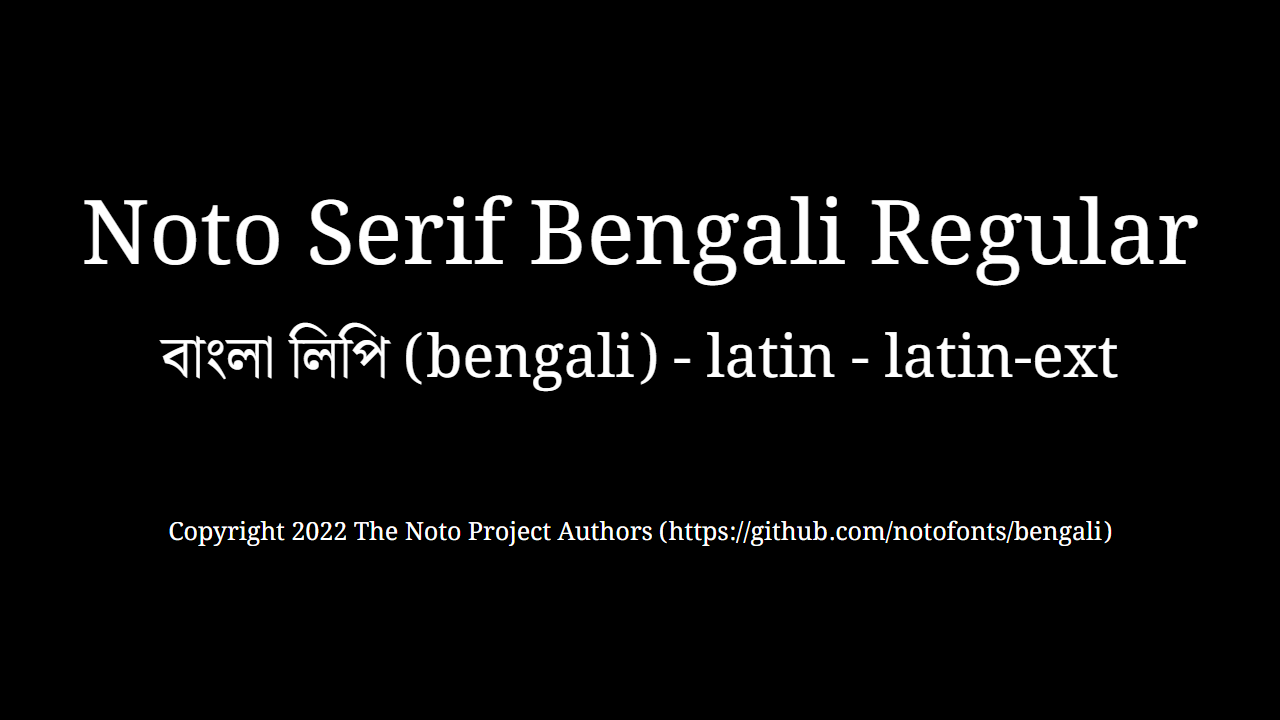 Noto Serif Bengali Regular
বাংলা লিপি (bengali) - latin - latin-ext
Copyright 2022 The Noto Project Authors (https://github.com/notofonts/bengali)